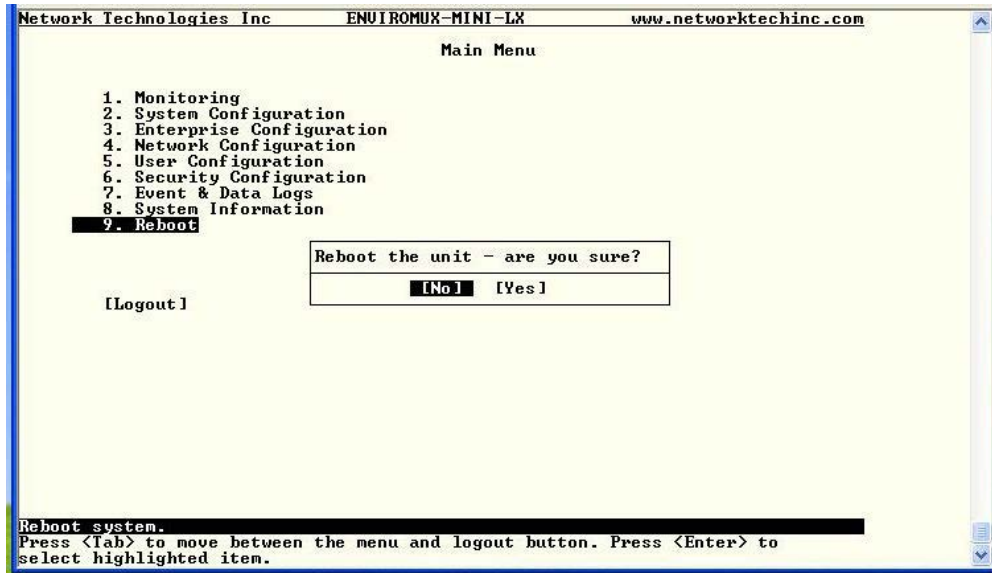 Network Technologies Inc ENVIROMUX-MINI-LX www.networktechinc.com
Main Menu
1. Monitoring
2. System Configuration
3. Enterprise Configuration
4. Network Configuration
5. User Configuration
6. Security Configuration
7. Event & Data Logs
8. System Information
9. Reboot
Reboot the unit - are you sure?
[No] [Yes]
[Logout]
Reboot system.
Press <Tab> to move between the menu and logout button. Press <Enter> to
select highlighted item.